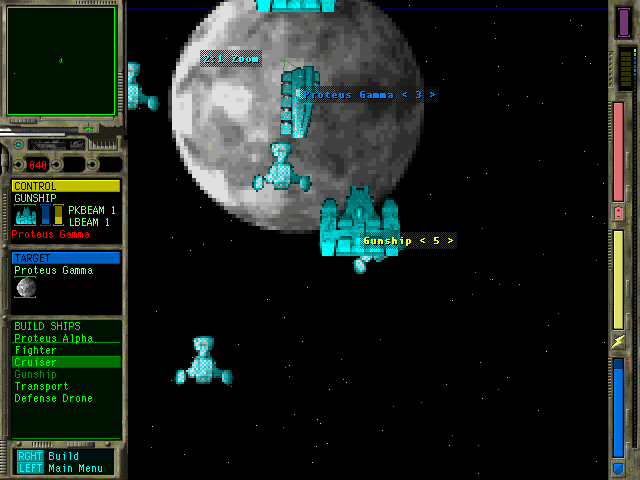 2:1 Zoom
Proteus Gamma < 3 >
Gunship < 5 >
040
CONTROL
GUNSHIP
PKBEAM 1
LBEAM 1
Proteus Gamma
TARGET
Proteus Gamma
BUILD SHIPS
Proteus Alpha
Fighter
Cruiser
Gunship
Transport
Defense Drone
RGHT Build
LEFT Main Menu